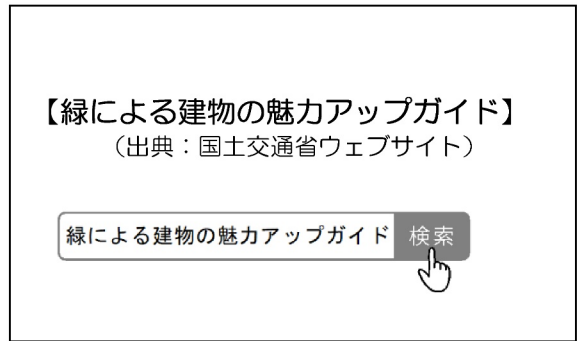 【緑による建物の魅力アップガイド】
（出典：国土交通省ウェブサイト）
緑による建物の魅力アップガイド 検索